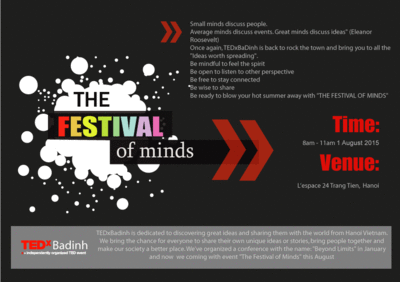 Small minds discuss people.
Average minds discuss events. Great minds discuss ideas" (Eleanor
Roosevelt)
Once again, TEDxBaDinh is back to rock the town and bring you to all the
"Ideas worth spreading".
Be mindful to feel the spirit
Be open to listen to other perspective
Be free to stay connected
Be wise to share
Be ready to blow your hot summer away with "THE FESTIVAL OF MINDS"
THE
FESTIVAL
of minds
Time:
8am - 11am 1 August 2015
Venue:
L'espace 24 Trang Tien, Hanoi
TEDxBadinh
x independently organized TED event
TEDxBadinh is dedicated to discovering great ideas and sharing them with the world from Hanoi Vietnam.
We bring the chance for everyone to share their own unique ideas or stories, bring people together and
make our society a better place. We've organized a conference with the name: "Beyond Limits" in January
and now we coming with event "The Festival of Minds" this August